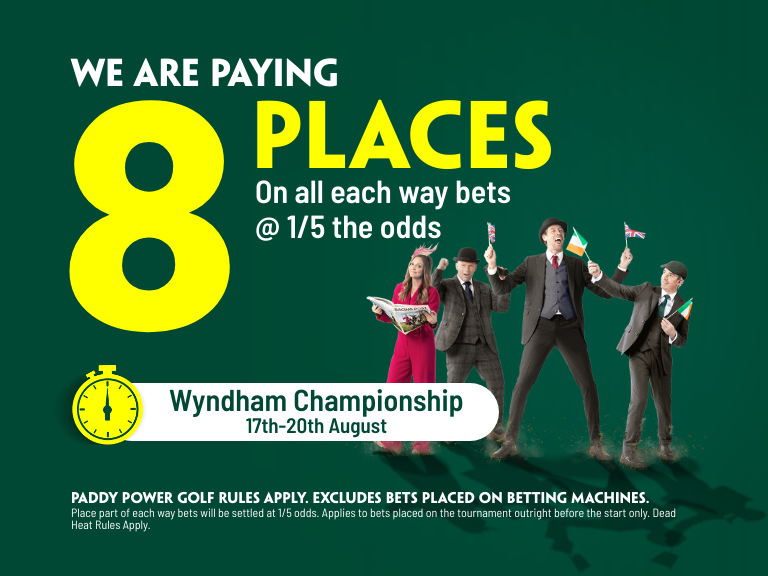 WE ARE PAYING
8 PLACES
On all each way bets
@ 1/5 the odds
RACING POST
Wyndham Championship
17th-20th August
PADDY POWER GOLF RULES APPLY. EXCLUDES BETS PLACED ON BETTING MACHINES.
Place part of each way bets will be settled at 1/5 odds. Applies to bets placed on the tournament outright before the start only. Dead
Heat Rules Apply.